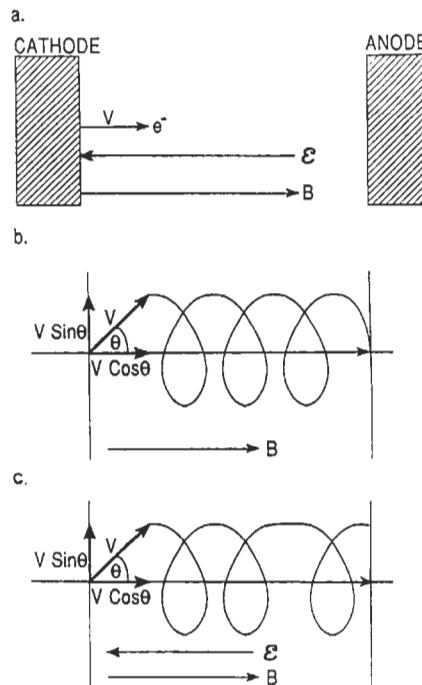 a.
CATHODE ANODE
V e⁻
ℰ
B
b.
V
V Sinθ
θ
V Cosθ
B
c.
V
V Sinθ
θ
V Cosθ
ℰ
B